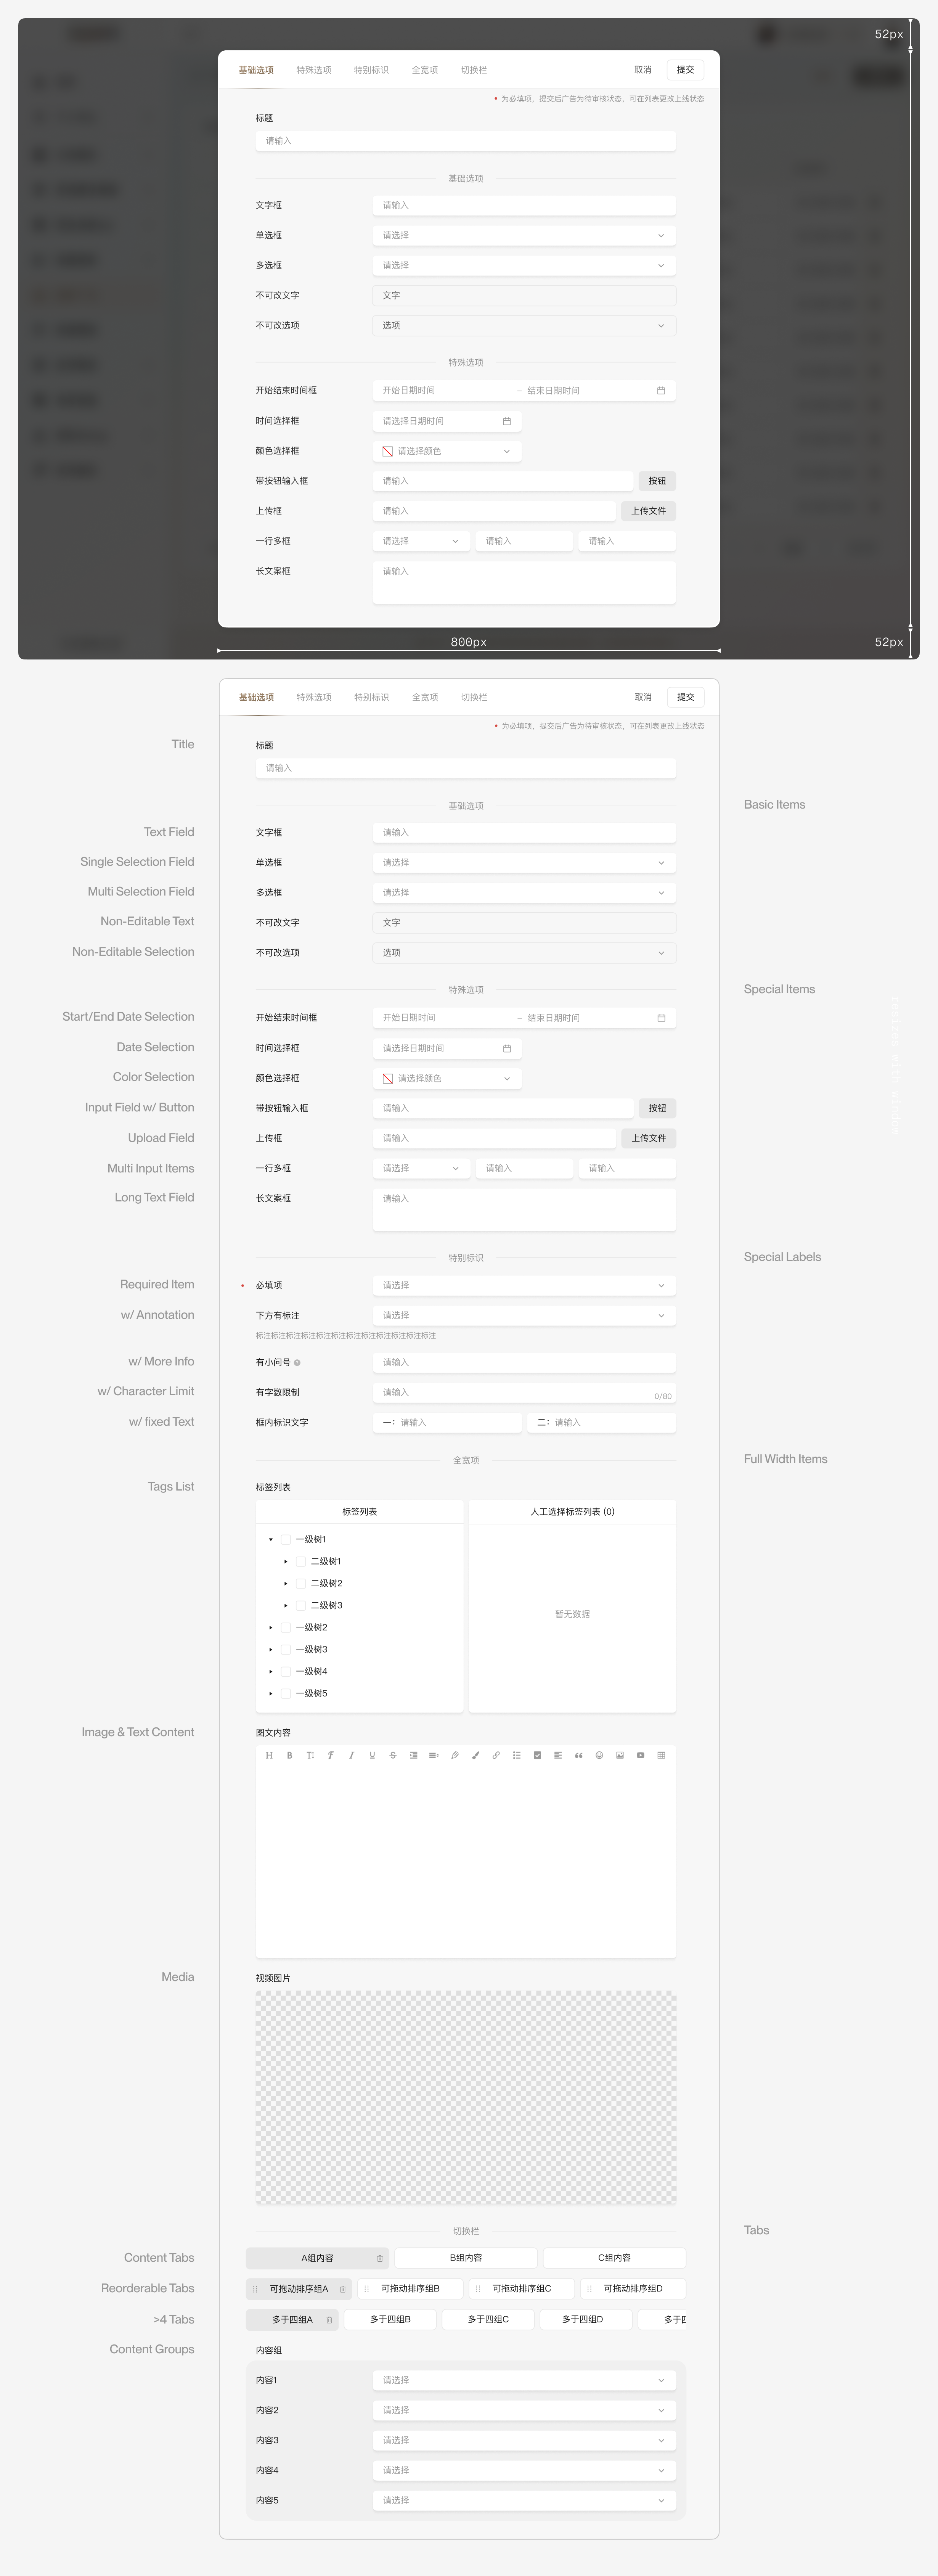 52px
基础选项 特殊选项 特别标识 全宽项 切换栏 取消 提交
• 为必填项，提交后广告为待审核状态，可在列表更改上线状态
标题
请输入
基础选项
文字框 请输入
单选框 请选择
多选框 请选择
不可改文字 文字
不可改选项 选项
特殊选项
开始结束时间框 开始日期时间 – 结束日期时间
时间选择框 请选择日期时间
颜色选择框 请选择颜色
带按钮输入框 请输入 按钮
上传框 请输入 上传文件
一行多框 请选择 请输入 请输入
长文案框 请输入
800px 52px
基础选项 特殊选项 特别标识 全宽项 切换栏 取消 提交
• 为必填项，提交后广告为待审核状态，可在列表更改上线状态
Title 标题
请输入
基础选项 Basic Items
Text Field 文字框 请输入
Single Selection Field 单选框 请选择
Multi Selection Field 多选框 请选择
Non-Editable Text 不可改文字 文字
Non-Editable Selection 不可改选项 选项
特殊选项 Special Items
Start/End Date Selection 开始结束时间框 开始日期时间 – 结束日期时间
Date Selection 时间选择框 请选择日期时间
Color Selection 颜色选择框 请选择颜色
Input Field w/ Button 带按钮输入框 请输入 按钮
Upload Field 上传框 请输入 上传文件
Multi Input Items 一行多框 请选择 请输入 请输入
Long Text Field 长文案框 请输入
特别标识 Special Labels
Required Item • 必填项 请选择
w/ Annotation 下方有标注 请选择
标注标注标注标注标注标注标注标注标注标注标注标注
w/ More Info 有小问号 请输入
w/ Character Limit 有字数限制 请输入 0/80
w/ fixed Text 框内标识文字 一： 请输入 二： 请输入
全宽项 Full Width Items
Tags List 标签列表
标签列表 人工选择标签列表 (0)
一级树1
二级树1
二级树2
二级树3
暂无数据
一级树2
一级树3
一级树4
一级树5
Image & Text Content 图文内容
Media 视频图片
切换栏 Tabs
Content Tabs A组内容 B组内容 C组内容
Reorderable Tabs 可拖动排序组A 可拖动排序组B 可拖动排序组C 可拖动排序组D
>4 Tabs 多于四组A 多于四组B 多于四组C 多于四组D 多于
Content Groups 内容组
内容1 请选择
内容2 请选择
内容3 请选择
内容4 请选择
内容5 请选择